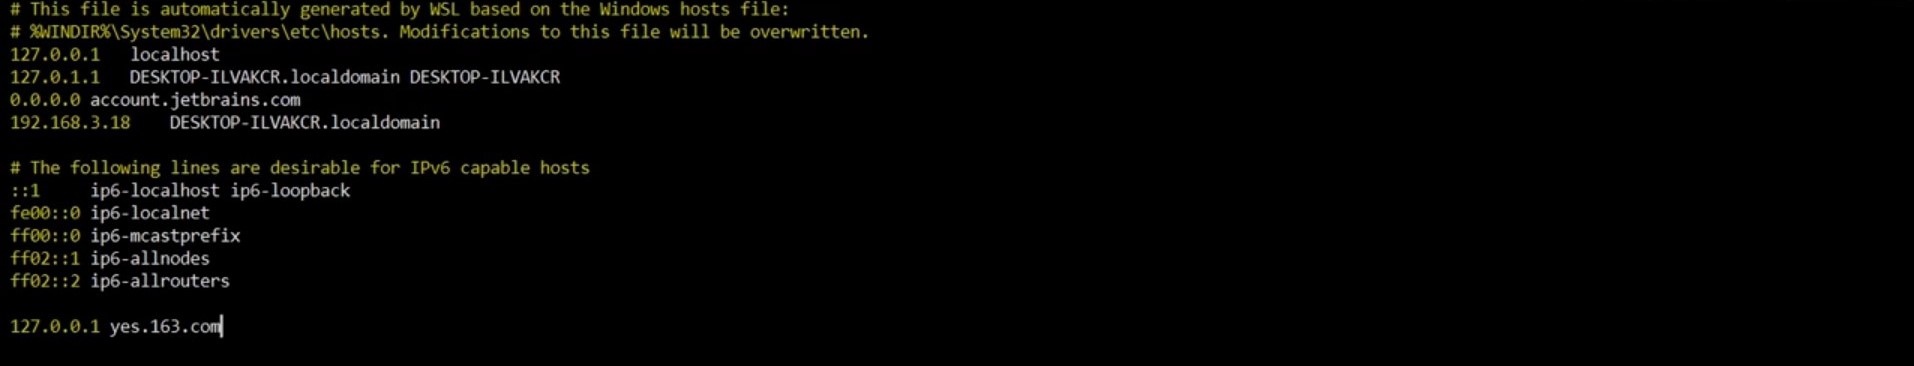 # This file is automatically generated by WSL based on the Windows hosts file:
# %WINDIR%\System32\drivers\etc\hosts. Modifications to this file will be overwritten.
127.0.0.1   localhost
127.0.1.1   DESKTOP-ILVAKCR.localdomain DESKTOP-ILVAKCR
0.0.0.0 account.jetbrains.com
192.168.3.18    DESKTOP-ILVAKCR.localdomain
# The following lines are desirable for IPv6 capable hosts
::1     ip6-localhost ip6-loopback
fe00::0 ip6-localnet
ff00::0 ip6-mcastprefix
ff02::1 ip6-allnodes
ff02::2 ip6-allrouters
127.0.0.1 yes.163.com